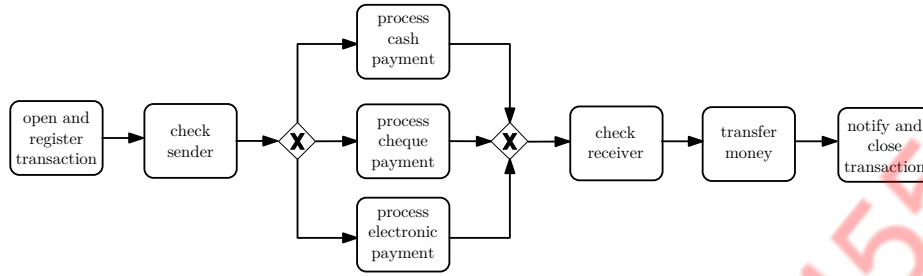 open and
register
transaction
check
sender
X
process
cash
payment
process
cheque
payment
process
electronic
payment
X
check
receiver
transfer
money
notify and
close
transaction
455